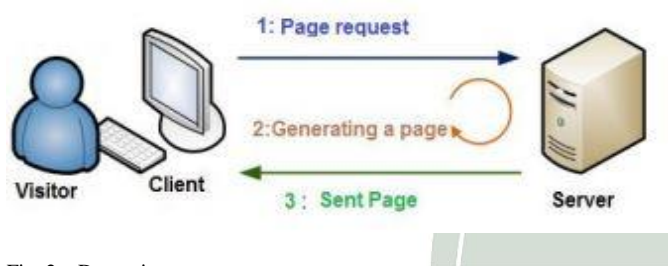 1: Page request
2:Generating a page
3 : Sent Page
Visitor
Client
Server